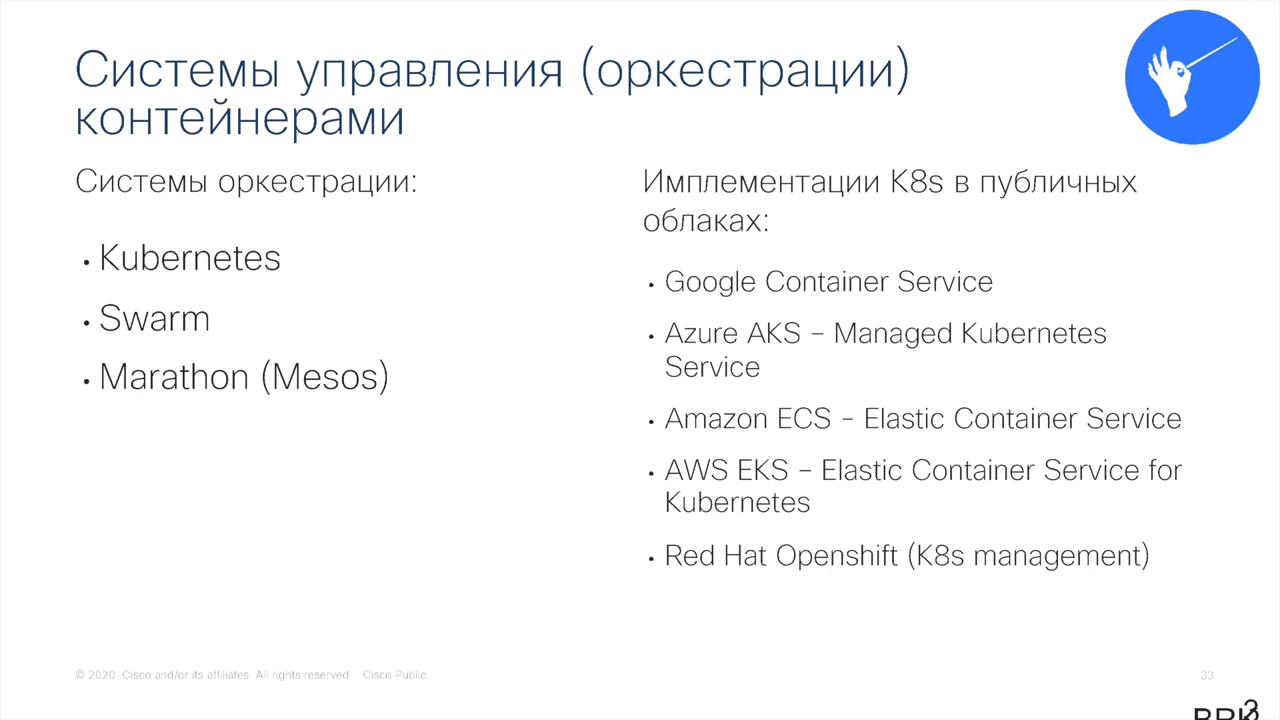 Системы управления (оркестрации)
контейнерами
Системы оркестрации:
• Kubernetes
• Swarm
• Marathon (Mesos)
Имплементации K8s в публичных
облаках:
• Google Container Service
• Azure AKS – Managed Kubernetes
Service
• Amazon ECS – Elastic Container Service
• AWS EKS – Elastic Container Service for
Kubernetes
• Red Hat Openshift (K8s management)
© 2020 Cisco and/or its affiliates. All rights reserved. Cisco Public
33